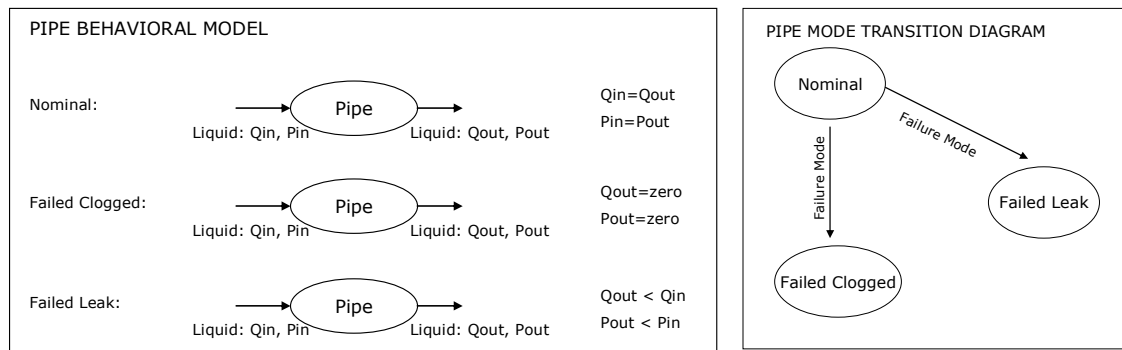 PIPE BEHAVIORAL MODEL
Nominal:
Pipe
Liquid: Qin, Pin
Liquid: Qout, Pout
Qin=Qout
Pin=Pout
Failed Clogged:
Pipe
Liquid: Qin, Pin
Liquid: Qout, Pout
Qout=zero
Pout=zero
Failed Leak:
Pipe
Liquid: Qin, Pin
Liquid: Qout, Pout
Qout < Qin
Pout < Pin
PIPE MODE TRANSITION DIAGRAM
Nominal
Failure Mode
Failure Mode
Failed Leak
Failed Clogged